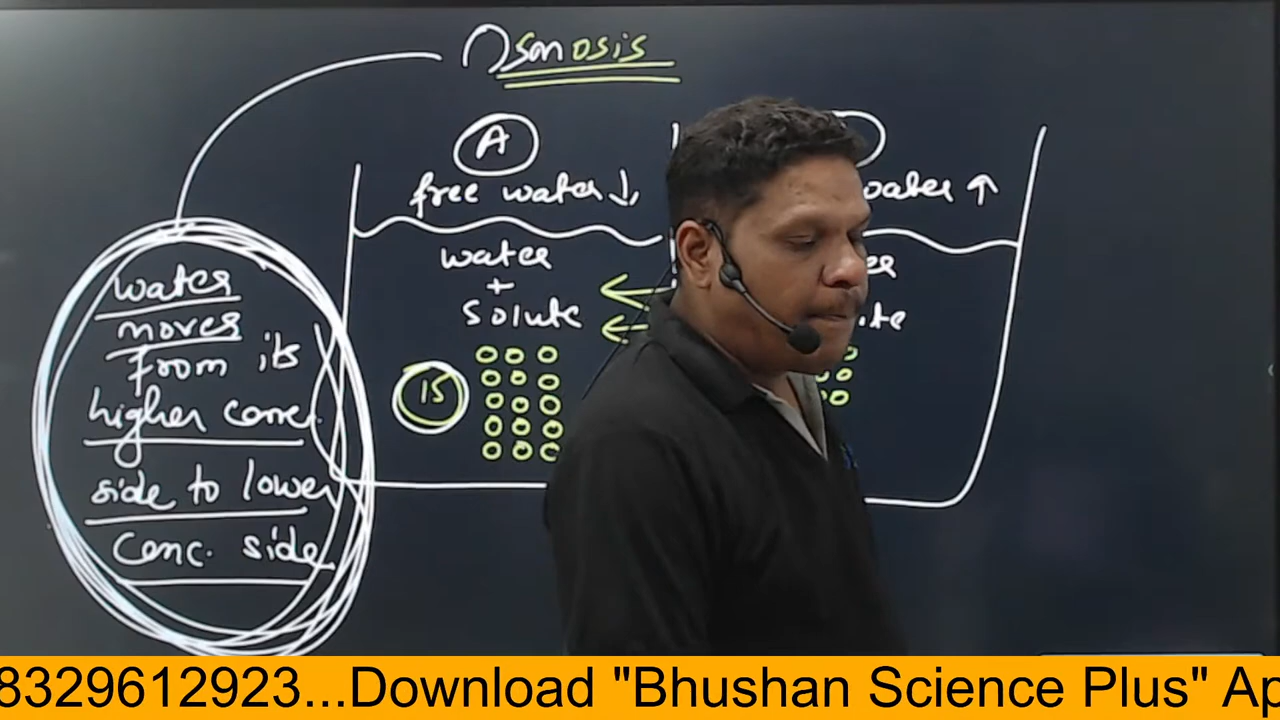 Osmosis
A
free water ↓
water ↑
water
+
Solute
15
water
moves
from its
higher conc.
side to lower
conc. side
8329612923...Download "Bhushan Science Plus" Ap